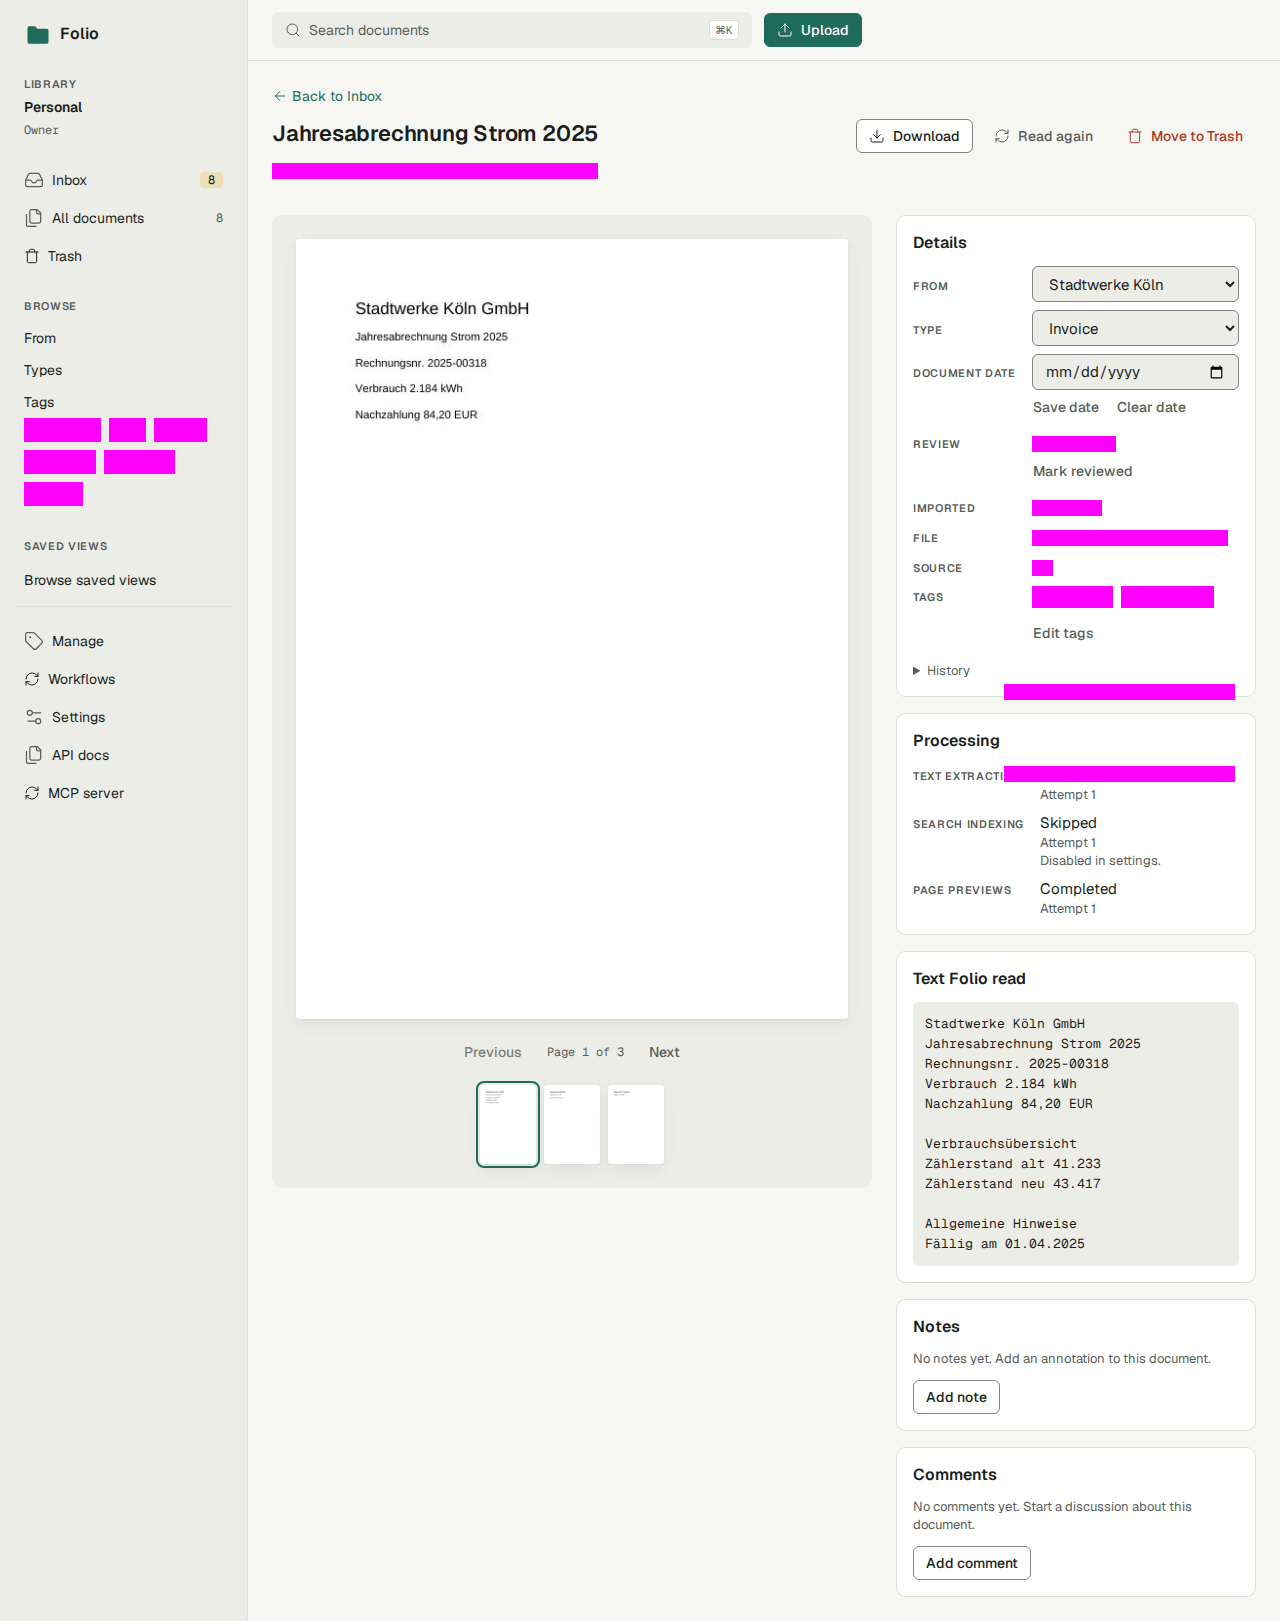 Folio
Search documents
⌘K
Upload
LIBRARY
Personal
Owner
Inbox
8
All documents
8
Trash
BROWSE
From
Types
Tags
SAVED VIEWS
Browse saved views
Manage
Workflows
Settings
API docs
MCP server
Back to Inbox
Jahresabrechnung Strom 2025
Download
Read again
Move to Trash
Stadtwerke Köln GmbH
Jahresabrechnung Strom 2025
Rechnungsnr. 2025-00318
Verbrauch 2.184 kWh
Nachzahlung 84,20 EUR
Previous
Page 1 of 3
Next
Details
FROM
Stadtwerke Köln
TYPE
Invoice
DOCUMENT DATE
mm/dd/yyyy
Save date
Clear date
REVIEW
Mark reviewed
IMPORTED
FILE
SOURCE
TAGS
Edit tags
History
Processing
TEXT EXTRACTI
Attempt 1
SEARCH INDEXING
Skipped
Attempt 1
Disabled in settings.
PAGE PREVIEWS
Completed
Attempt 1
Text Folio read
Stadtwerke Köln GmbH
Jahresabrechnung Strom 2025
Rechnungsnr. 2025-00318
Verbrauch 2.184 kWh
Nachzahlung 84,20 EUR
Verbrauchsübersicht
Zählerstand alt 41.233
Zählerstand neu 43.417
Allgemeine Hinweise
Fällig am 01.04.2025
Notes
No notes yet. Add an annotation to this document.
Add note
Comments
No comments yet. Start a discussion about this
document.
Add comment